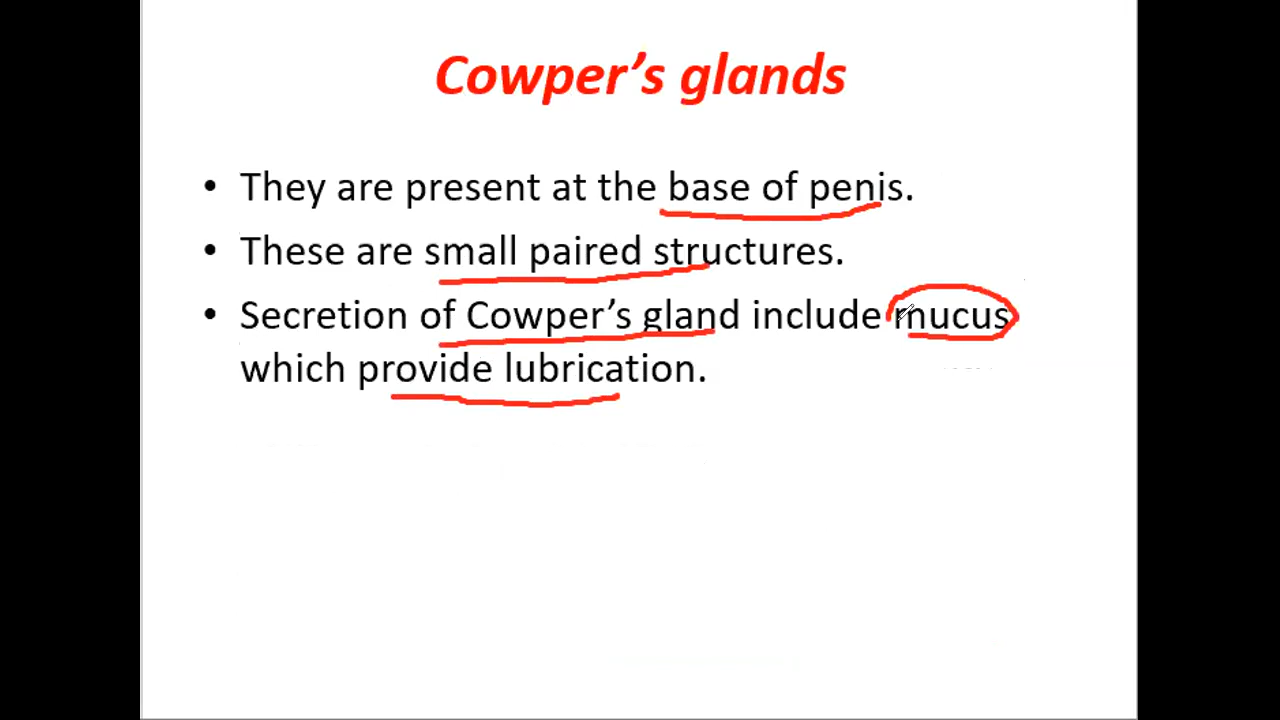 Cowper’s glands
• They are present at the base of penis.
• These are small paired structures.
• Secretion of Cowper’s gland include mucus
which provide lubrication.